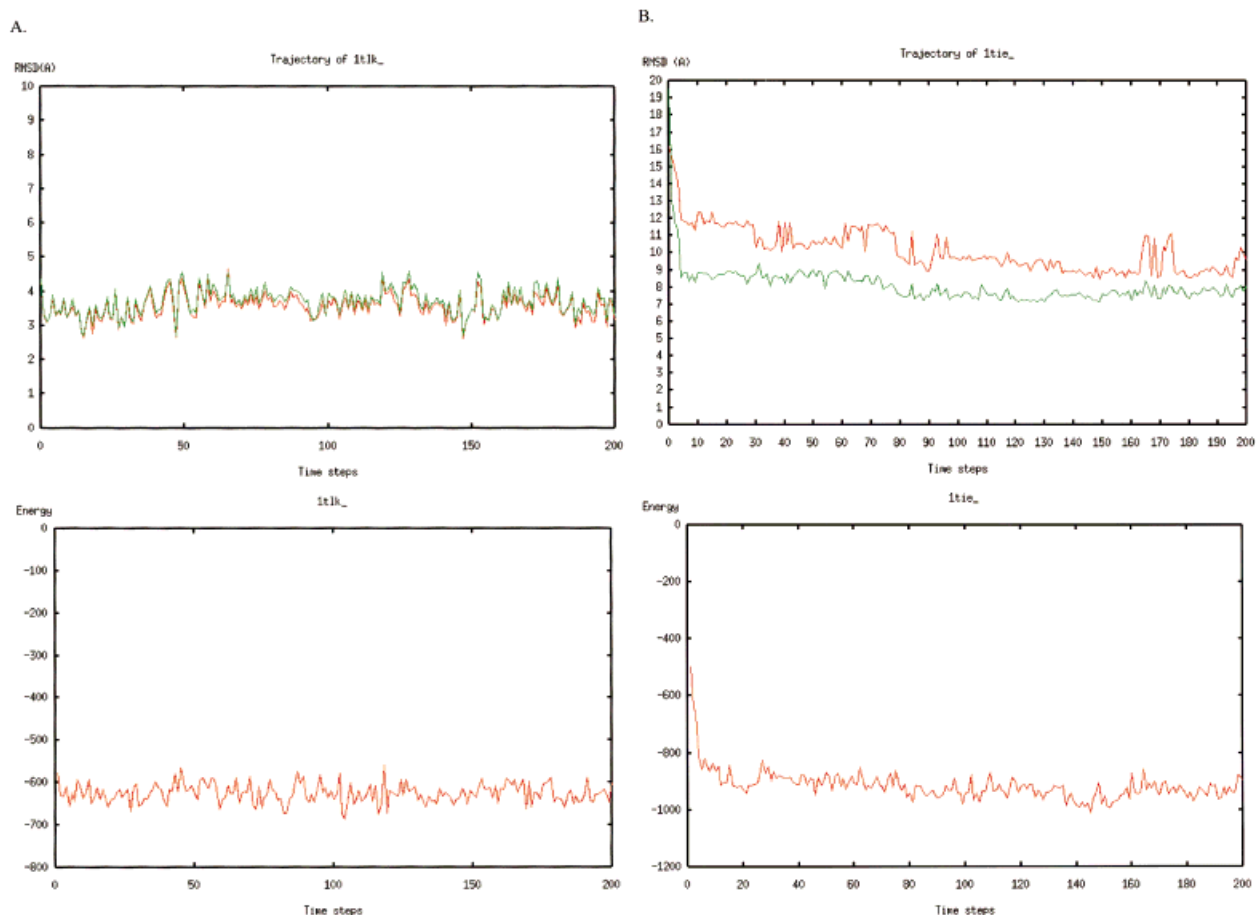 A.
Trajectory of 1tlk_
RMSD(A)
10
9
8
7
6
5
4
3
2
1
0
0 50 100 150 200
Time steps
B.
Trajectory of 1tie_
RMSD (A)
20
19
18
17
16
15
14
13
12
11
10
9
8
7
6
5
4
3
2
1
0
0 10 20 30 40 50 60 70 80 90 100 110 120 130 140 150 160 170 180 190 200
Time steps
1tlk_
Energy
0
-100
-200
-300
-400
-500
-600
-700
-800
0 50 100 150 200
Time steps
1tie_
Energy
0
-200
-400
-600
-800
-1000
-1200
0 20 40 60 80 100 120 140 160 180 200
Time steps